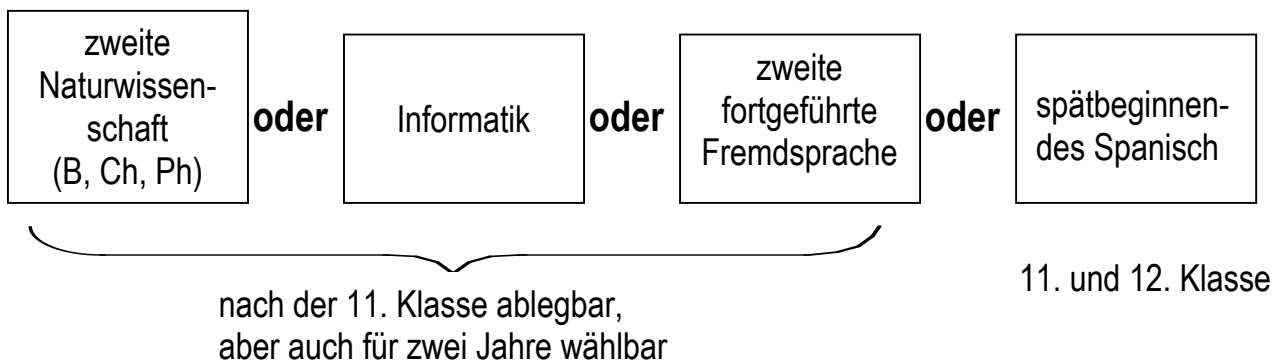 zweite
Naturwissen-
schaft
(B, Ch, Ph)
oder
Informatik
oder
zweite
fortgeführte
Fremdsprache
oder
spätbeginnen-
des Spanisch
nach der 11. Klasse ablegbar,
aber auch für zwei Jahre wählbar
11. und 12. Klasse